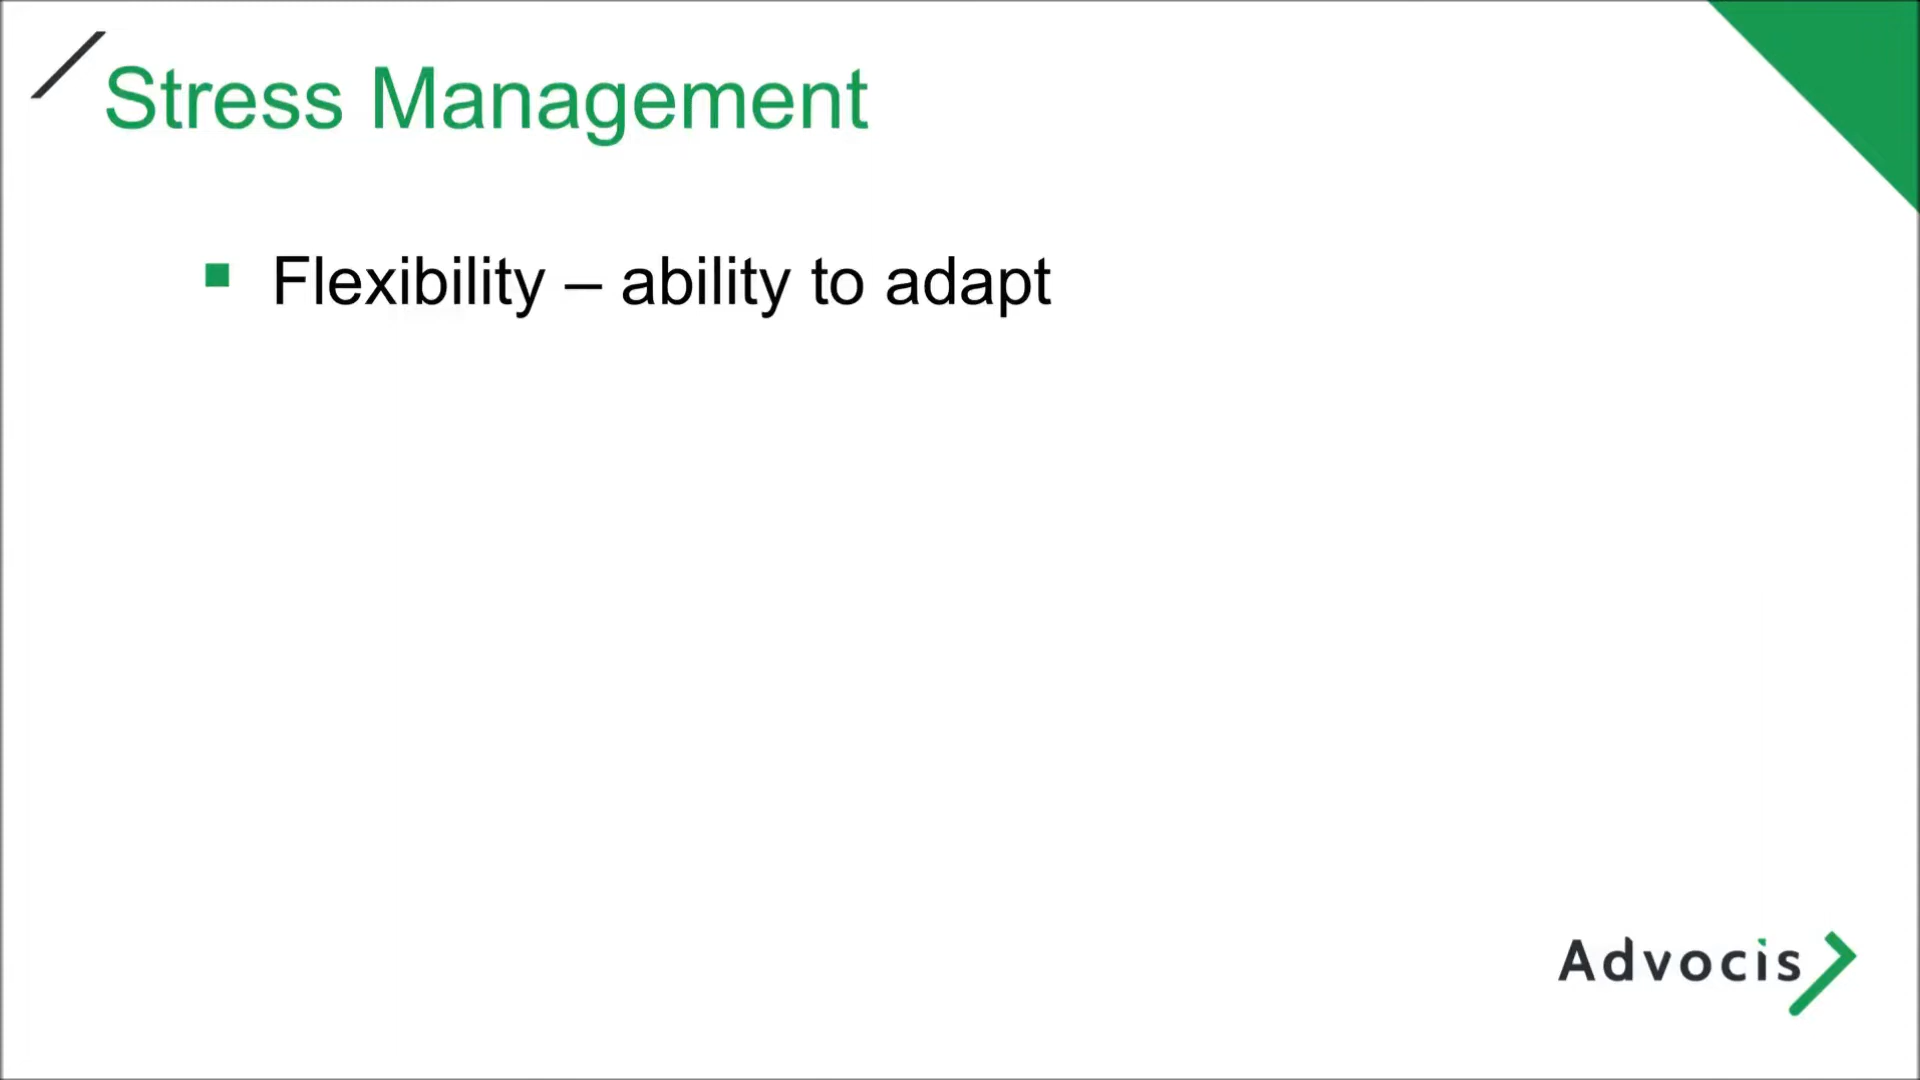 Stress Management
Flexibility – ability to adapt
Advocis